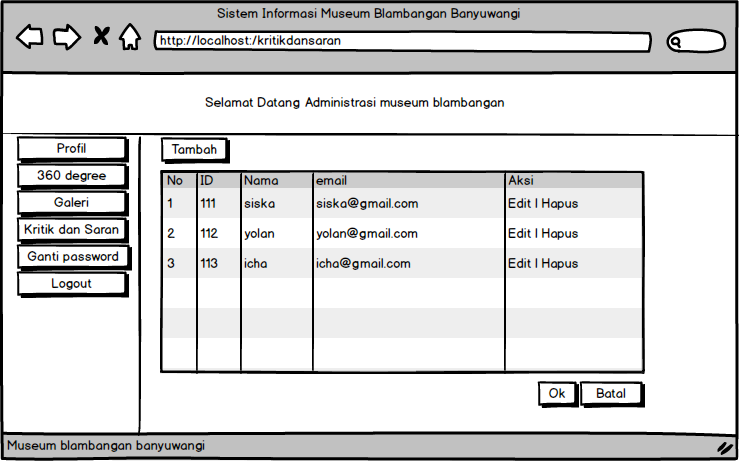 Sistem Informasi Museum Blambangan Banyuwangi
http://localhost:/kritikdansaran
Selamat Datang Administrasi museum blambangan
Profil
360 degree
Galeri
Kritik dan Saran
Ganti password
Logout
Tambah
No ID Nama email Aksi
1 111 siska siska@gmail.com Edit | Hapus
2 112 yolan yolan@gmail.com Edit | Hapus
3 113 icha icha@gmail.com Edit | Hapus
Ok Batal
Museum blambangan banyuwangi